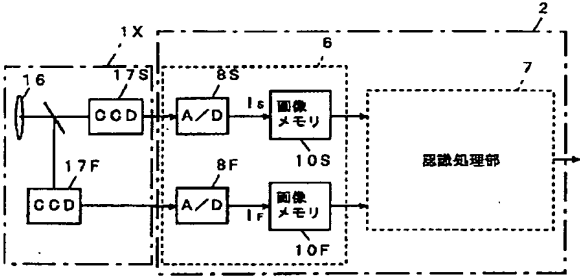 1X
2
6
7
16
17S
8S
CCD
A/D
IS
画像
メモリ
10S
認識処理部
17F
8F
CCD
A/D
IF
画像
メモリ
10F